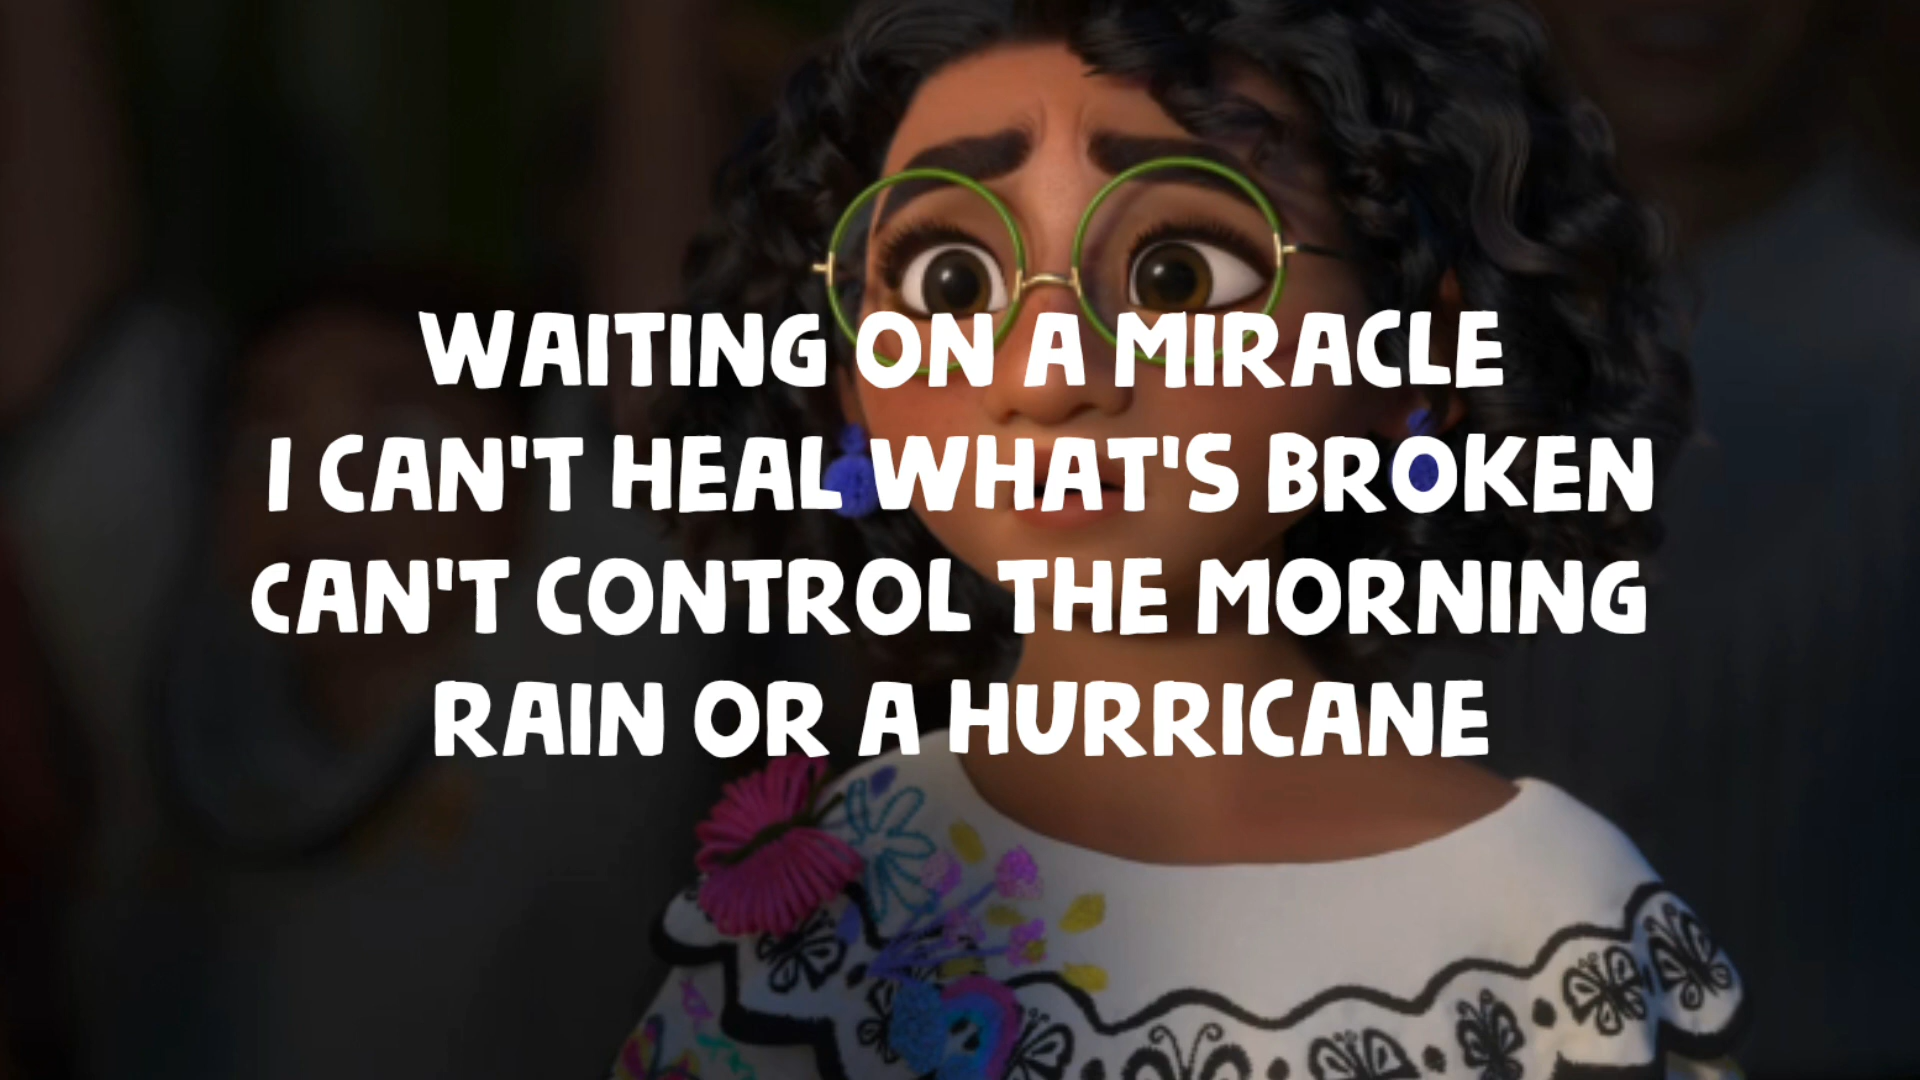 WAITING ON A MIRACLE
I CAN'T HEAL WHAT'S BROKEN
CAN'T CONTROL THE MORNING
RAIN OR A HURRICANE